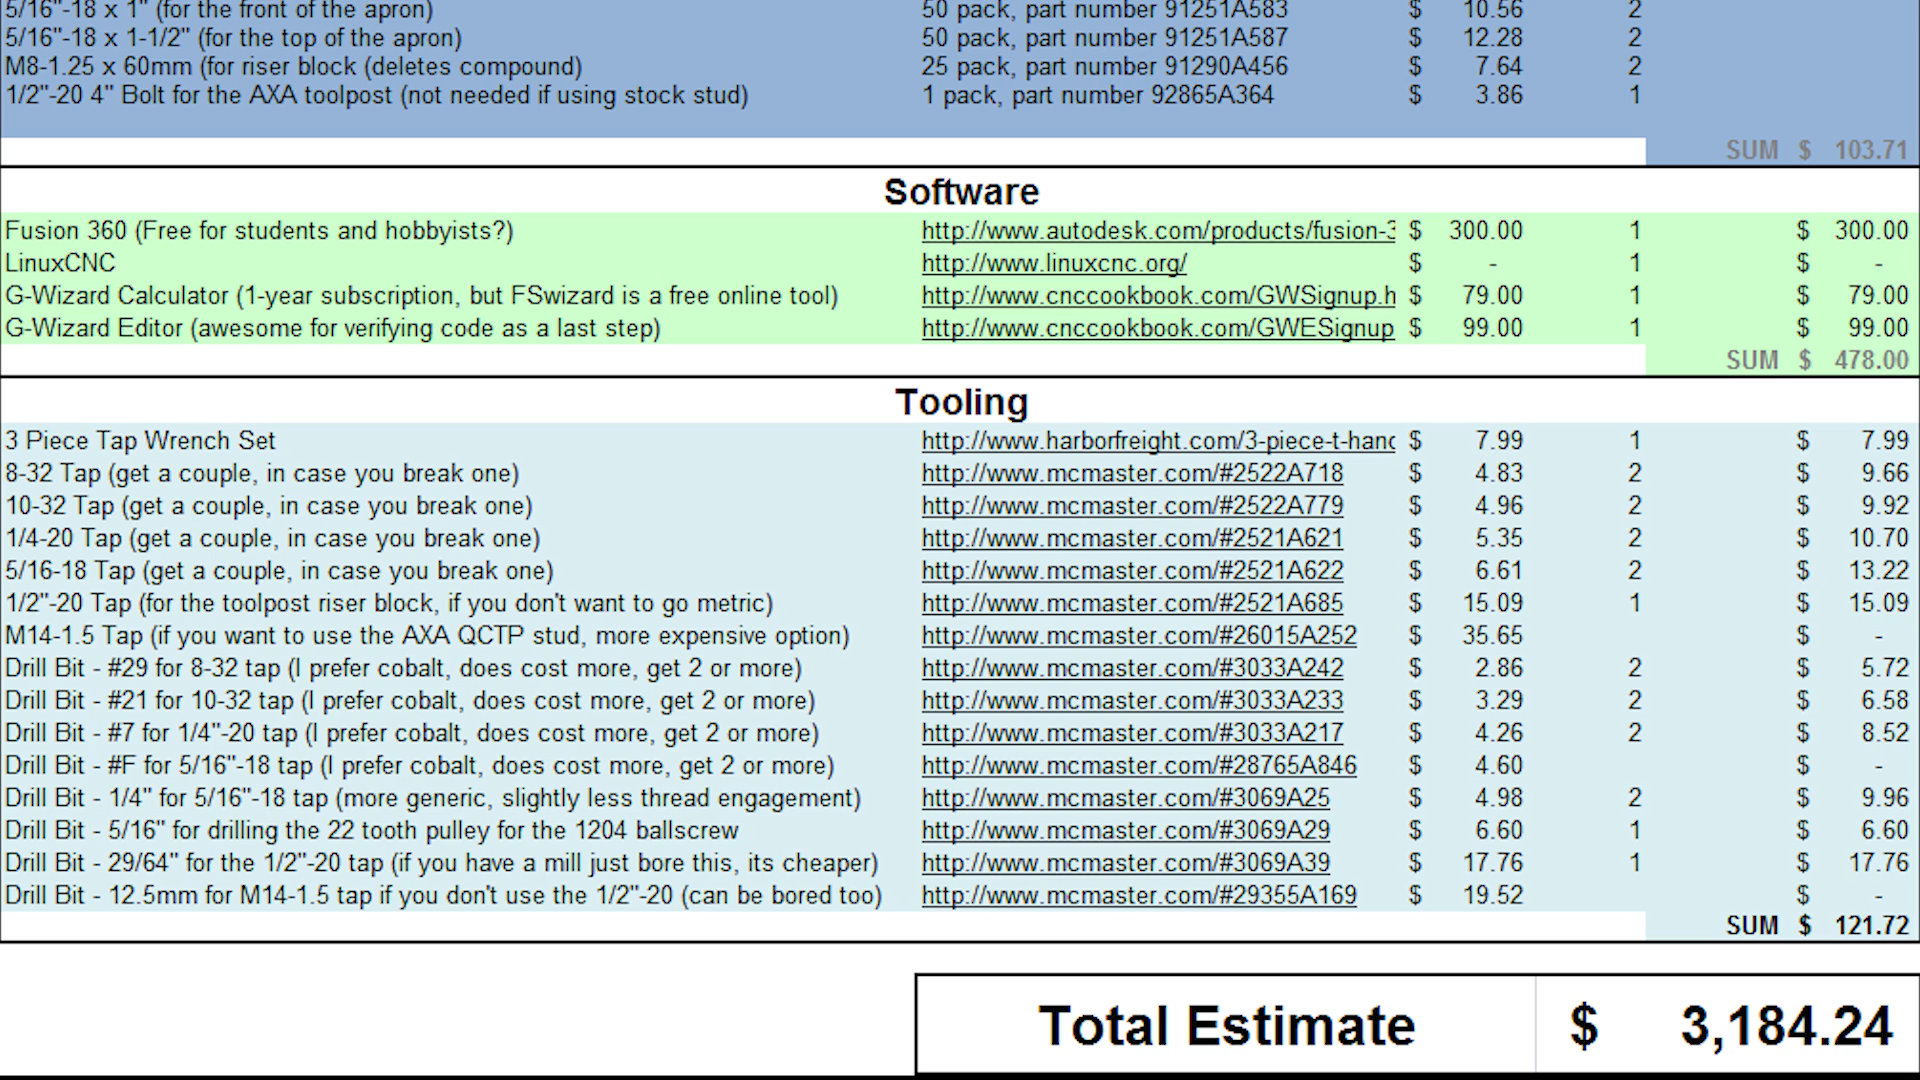 5/16"-18 x 1" (for the front of the apron) 50 pack, part number 91251A583 $ 10.56 2
5/16"-18 x 1-1/2" (for the top of the apron) 50 pack, part number 91251A587 $ 12.28 2
M8-1.25 x 60mm (for riser block (deletes compound) 25 pack, part number 91290A456 $ 7.64 2
1/2"-20 4" Bolt for the AXA toolpost (not needed if using stock stud) 1 pack, part number 92865A364 $ 3.86 1
SUM $ 103.71
Software
Fusion 360 (Free for students and hobbyists?) http://www.autodesk.com/products/fusion-3 $ 300.00 1 $ 300.00
LinuxCNC http://www.linuxcnc.org/ $ - 1 $ -
G-Wizard Calculator (1-year subscription, but FSwizard is a free online tool) http://www.cnccookbook.com/GWSignup.h $ 79.00 1 $ 79.00
G-Wizard Editor (awesome for verifying code as a last step) http://www.cnccookbook.com/GWESignup $ 99.00 1 $ 99.00
SUM $ 478.00
Tooling
3 Piece Tap Wrench Set http://www.harborfreight.com/3-piece-t-hanc $ 7.99 1 $ 7.99
8-32 Tap (get a couple, in case you break one) http://www.mcmaster.com/#2522A718 $ 4.83 2 $ 9.66
10-32 Tap (get a couple, in case you break one) http://www.mcmaster.com/#2522A779 $ 4.96 2 $ 9.92
1/4-20 Tap (get a couple, in case you break one) http://www.mcmaster.com/#2521A621 $ 5.35 2 $ 10.70
5/16-18 Tap (get a couple, in case you break one) http://www.mcmaster.com/#2521A622 $ 6.61 2 $ 13.22
1/2"-20 Tap (for the toolpost riser block, if you don't want to go metric) http://www.mcmaster.com/#2521A685 $ 15.09 1 $ 15.09
M14-1.5 Tap (if you want to use the AXA QCTP stud, more expensive option) http://www.mcmaster.com/#26015A252 $ 35.65 $ -
Drill Bit - #29 for 8-32 tap (I prefer cobalt, does cost more, get 2 or more) http://www.mcmaster.com/#3033A242 $ 2.86 2 $ 5.72
Drill Bit - #21 for 10-32 tap (I prefer cobalt, does cost more, get 2 or more) http://www.mcmaster.com/#3033A233 $ 3.29 2 $ 6.58
Drill Bit - #7 for 1/4"-20 tap (I prefer cobalt, does cost more, get 2 or more) http://www.mcmaster.com/#3033A217 $ 4.26 2 $ 8.52
Drill Bit - #F for 5/16"-18 tap (I prefer cobalt, does cost more, get 2 or more) http://www.mcmaster.com/#28765A846 $ 4.60 $ -
Drill Bit - 1/4" for 5/16"-18 tap (more generic, slightly less thread engagement) http://www.mcmaster.com/#3069A25 $ 4.98 2 $ 9.96
Drill Bit - 5/16" for drilling the 22 tooth pulley for the 1204 ballscrew http://www.mcmaster.com/#3069A29 $ 6.60 1 $ 6.60
Drill Bit - 29/64" for the 1/2"-20 tap (if you have a mill just bore this, its cheaper) http://www.mcmaster.com/#3069A39 $ 17.76 1 $ 17.76
Drill Bit - 12.5mm for M14-1.5 tap if you don't use the 1/2"-20 (can be bored too) http://www.mcmaster.com/#29355A169 $ 19.52 $ -
SUM $ 121.72
Total Estimate $ 3,184.24